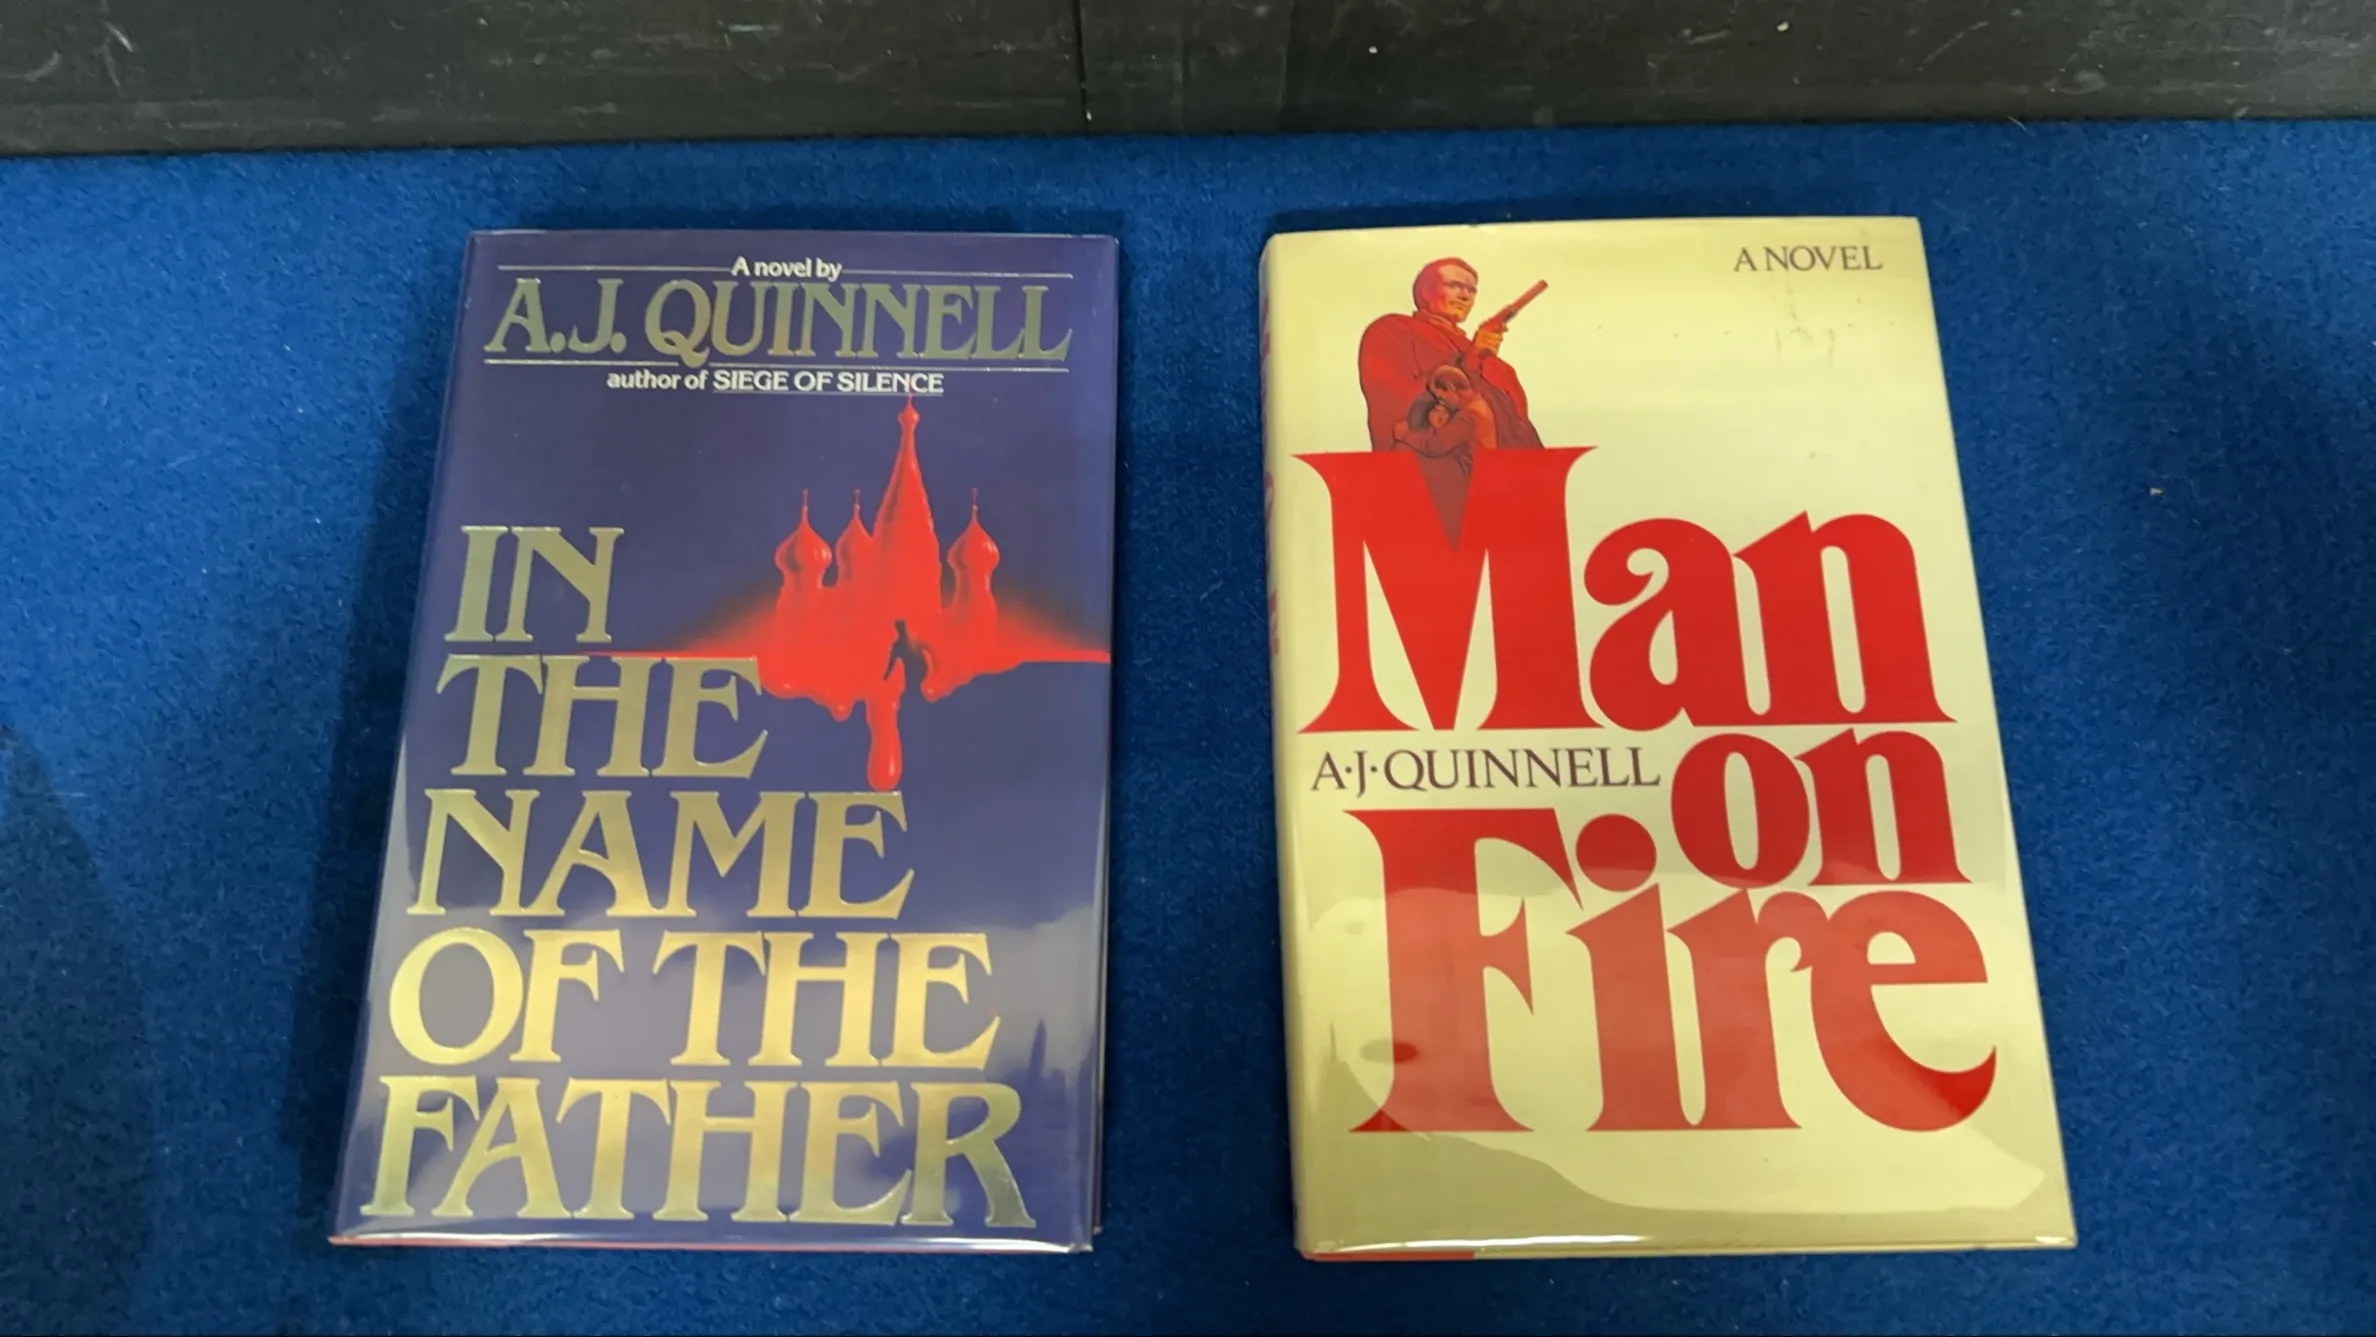 A novel by
A.J. QUINNELL
author of SIEGE OF SILENCE
IN
THE
NAME
OF THE
FATHER
A NOVEL
Man
on
A·J·QUINNELL
Fire